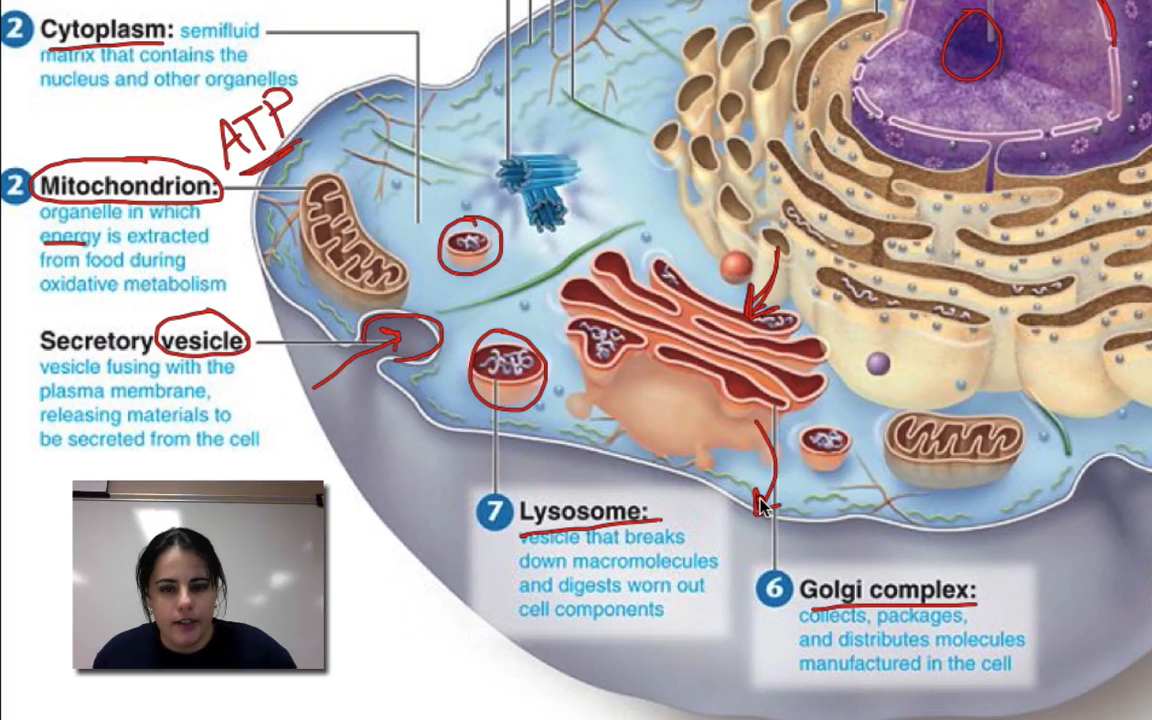 2 Cytoplasm: semifluid
matrix that contains the
nucleus and other organelles
ATP
2 Mitochondrion:
organelle in which
energy is extracted
from food during
oxidative metabolism
Secretory vesicle:
vesicle fusing with the
plasma membrane,
releasing materials to
be secreted from the cell
7 Lysosome:
vesicle that breaks
down macromolecules
and digests worn out
cell components
6 Golgi complex:
collects, packages,
and distributes molecules
manufactured in the cell